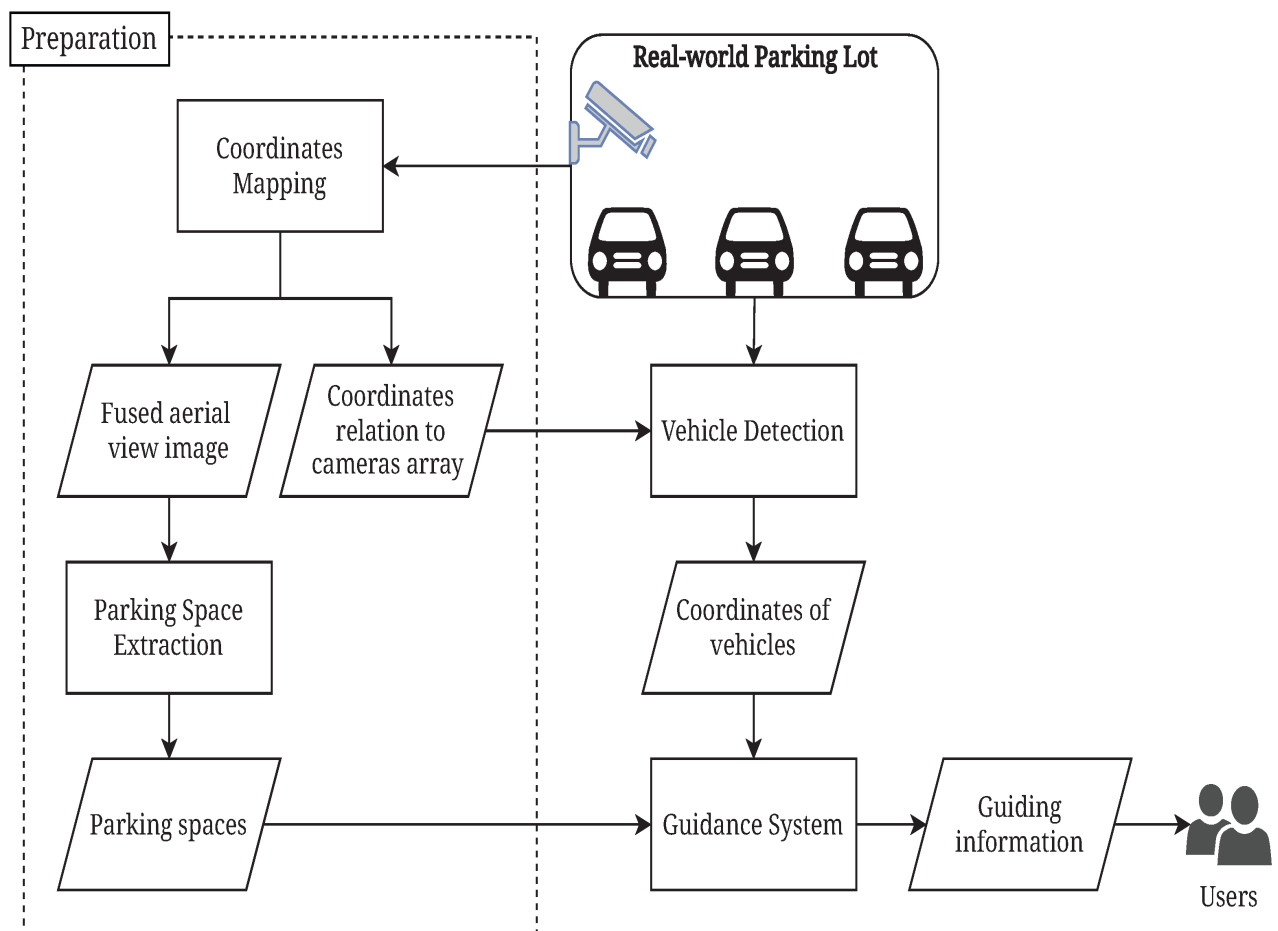 Preparation
Real-world Parking Lot
Coordinates
Mapping
Fused aerial
view image
Coordinates
relation to
cameras array
Vehicle Detection
Parking Space
Extraction
Coordinates of
vehicles
Parking spaces
Guidance System
Guiding
information
Users